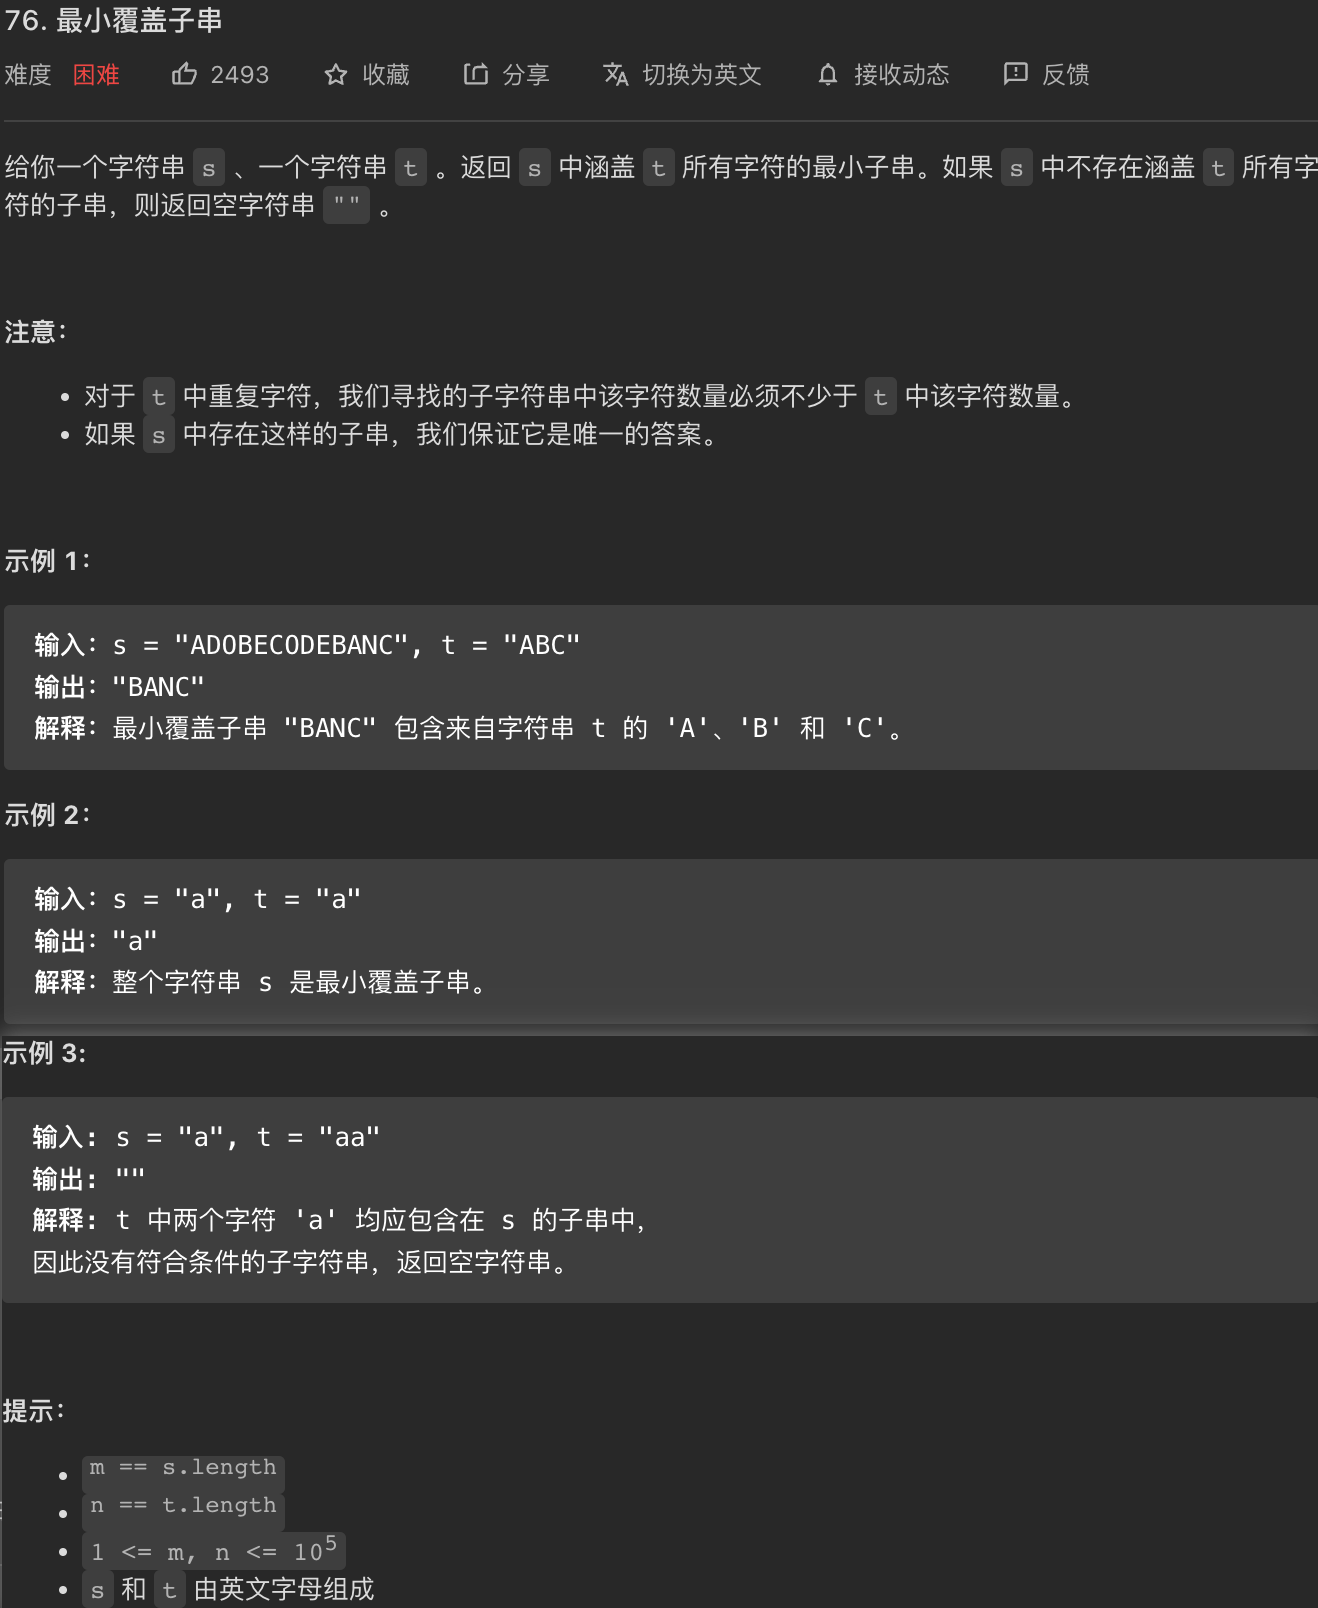 76. 最小覆盖子串
难度 困难 2493 收藏 分享 切换为英文 接收动态 反馈
给你一个字符串 s 、一个字符串 t 。返回 s 中涵盖 t 所有字符的最小子串。如果 s 中不存在涵盖 t 所有字
符的子串，则返回空字符串 "" 。
注意：
• 对于 t 中重复字符，我们寻找的子字符串中该字符数量必须不少于 t 中该字符数量。
• 如果 s 中存在这样的子串，我们保证它是唯一的答案。
示例 1：
输入：s = "ADOBECODEBANC", t = "ABC"
输出："BANC"
解释：最小覆盖子串 "BANC" 包含来自字符串 t 的 'A'、'B' 和 'C'。
示例 2：
输入：s = "a", t = "a"
输出："a"
解释：整个字符串 s 是最小覆盖子串。
示例 3:
输入: s = "a", t = "aa"
输出: ""
解释: t 中两个字符 'a' 均应包含在 s 的子串中，
因此没有符合条件的子字符串，返回空字符串。
提示：
• m == s.length
• n == t.length
• 1 <= m, n <= 10⁵
• s 和 t 由英文字母组成